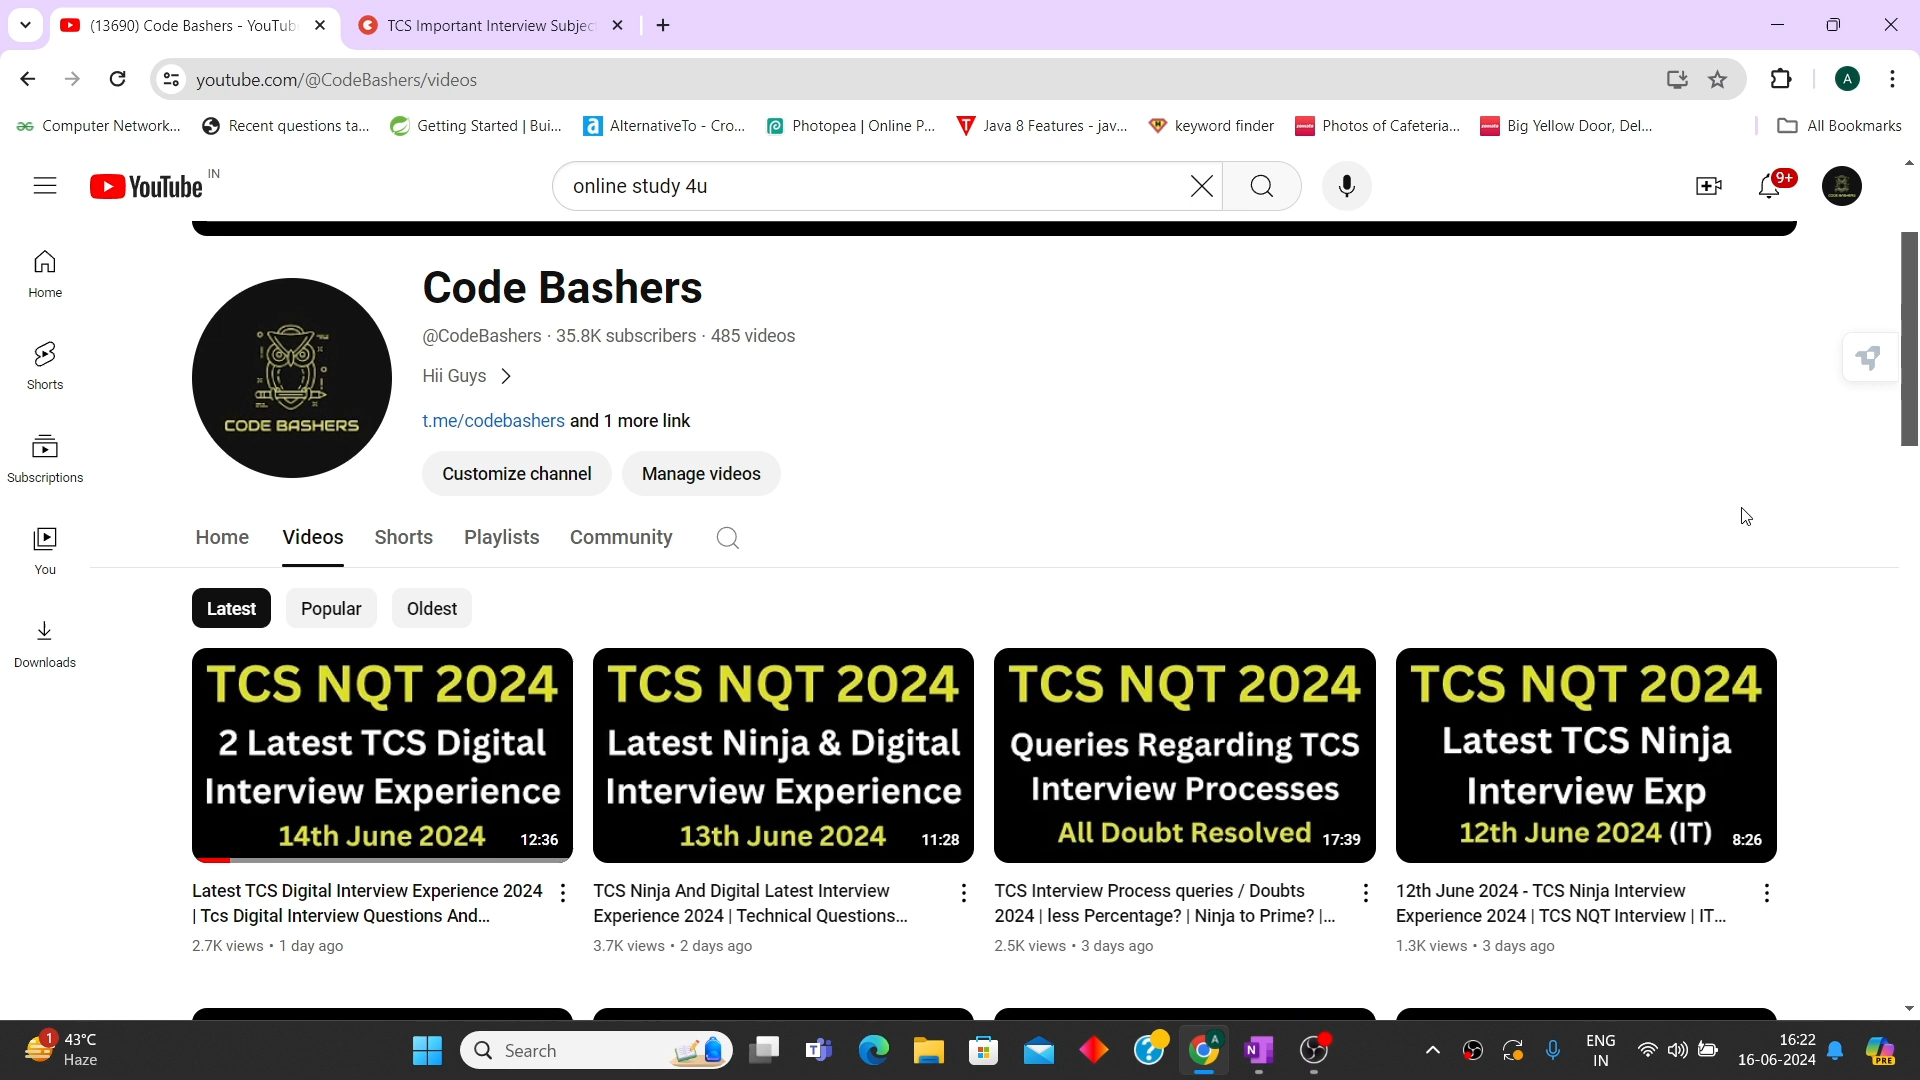 (13690) Code Bashers - YouTub
TCS Important Interview Subjec
youtube.com/@CodeBashers/videos
A
Computer Network...
Recent questions ta...
Getting Started | Bui...
AlternativeTo - Cro...
Photopea | Online P...
Java 8 Features - jav...
keyword finder
Photos of Cafeteria...
Big Yellow Door, Del...
All Bookmarks
YouTube IN
online study 4u
9+
Home
Shorts
Subscriptions
You
Downloads
CODE BASHERS
Code Bashers
@CodeBashers · 35.8K subscribers · 485 videos
Hii Guys
t.me/codebashers and 1 more link
Customize channel
Manage videos
Home
Videos
Shorts
Playlists
Community
Latest
Popular
Oldest
TCS NQT 2024
2 Latest TCS Digital
Interview Experience
14th June 2024
12:36
Latest TCS Digital Interview Experience 2024
| Tcs Digital Interview Questions And...
2.7K views • 1 day ago
TCS NQT 2024
Latest Ninja & Digital
Interview Experience
13th June 2024
11:28
TCS Ninja And Digital Latest Interview
Experience 2024 | Technical Questions...
3.7K views • 2 days ago
TCS NQT 2024
Queries Regarding TCS
Interview Processes
All Doubt Resolved
17:39
TCS Interview Process queries / Doubts
2024 | less Percentage? | Ninja to Prime? |...
2.5K views • 3 days ago
TCS NQT 2024
Latest TCS Ninja
Interview Exp
12th June 2024 (IT)
8:26
12th June 2024 - TCS Ninja Interview
Experience 2024 | TCS NQT Interview | IT...
1.3K views • 3 days ago
1
43°C
Haze
Search
A
ENG
IN
16:22
16-06-2024
PRE